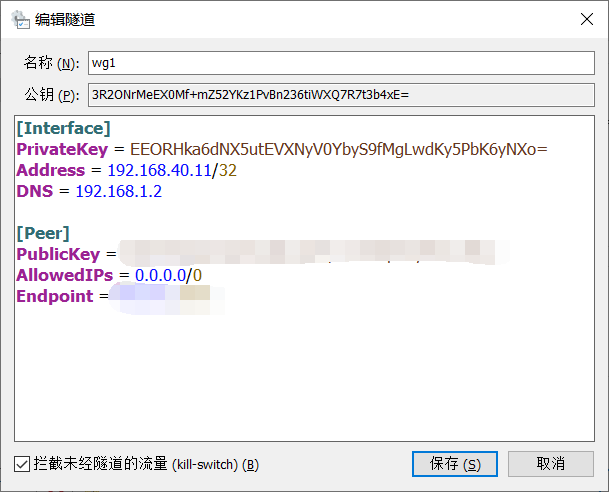 编辑隧道
名称 (N): wg1
公钥 (P): 3R2ONrMeEX0Mf+mZ52YKz1PvBn236tiWXQ7R7t3b4xE=
[Interface]
PrivateKey = EEORHka6dNX5utEVXNyV0YbyS9fMgLwdKy5PbK6yNXo=
Address = 192.168.40.11/32
DNS = 192.168.1.2
[Peer]
PublicKey =
AllowedIPs = 0.0.0.0/0
Endpoint =
拦截未经隧道的流量 (kill-switch) (B)
保存 (S)
取消